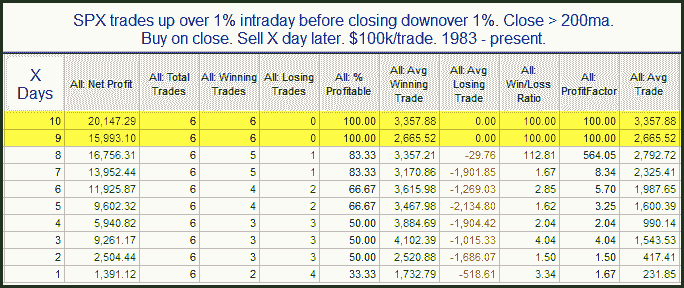 SPX trades up over 1% intraday before closing downover 1%. Close > 200ma.
Buy on close. Sell X day later. $100k/trade. 1983 - present.
X Days All: Net Profit All: Total Trades All: Winning Trades All: Losing Trades All: % Profitable All: Avg Winning Trade All: Avg Losing Trade All: Win/Loss Ratio All: ProfitFactor All: Avg Trade
10 20,147.29 6 6 0 100.00 3,357.88 0.00 100.00 100.00 3,357.88
9 15,993.10 6 6 0 100.00 2,665.52 0.00 100.00 100.00 2,665.52
8 16,756.31 6 5 1 83.33 3,357.21 -29.76 112.81 564.05 2,792.72
7 13,952.44 6 5 1 83.33 3,170.86 -1,901.85 1.67 8.34 2,325.41
6 11,925.87 6 4 2 66.67 3,615.98 -1,269.03 2.85 5.70 1,987.65
5 9,602.32 6 4 2 66.67 3,467.98 -2,134.80 1.62 3.25 1,600.39
4 5,940.82 6 3 3 50.00 3,884.69 -1,904.42 2.04 2.04 990.14
3 9,261.17 6 3 3 50.00 4,102.39 -1,015.33 4.04 4.04 1,543.53
2 2,504.44 6 3 3 50.00 2,520.88 -1,686.07 1.50 1.50 417.41
1 1,391.12 6 2 4 33.33 1,732.79 -518.61 3.34 1.67 231.85